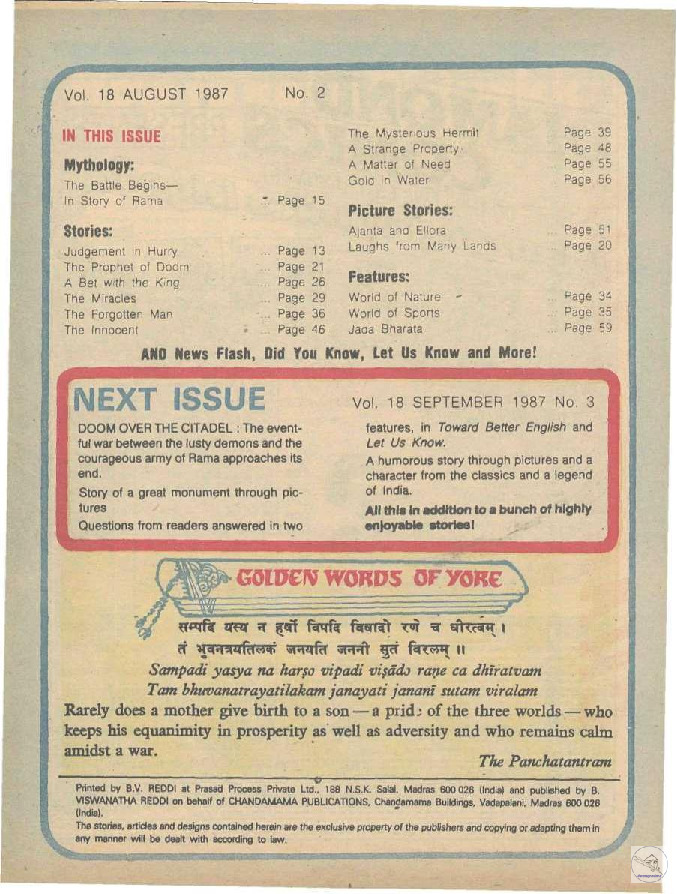 Vol. 18 AUGUST 1987 No. 2
IN THIS ISSUE
Mythology:
The Battle Begins—
In Story of Rama ... Page 15
Stories:
Judgement in Hurry ... Page 13
The Prophet of Doom ... Page 21
A Bet with the King ... Page 26
The Miracles ... Page 29
The Forgotten Man ... Page 36
The Innocent ... Page 46
The Mysterious Hermit Page 39
A Strange Property Page 48
A Matter of Need Page 55
Gold in Water Page 56
Picture Stories:
Ajanta and Ellora ... Page 51
Laughs from Many Lands ... Page 20
Features:
World of Nature ... Page 34
World of Sports ... Page 35
Jada Bharata ... Page 59
AND News Flash, Did You Know, Let Us Know and More!
NEXT ISSUE
Vol. 18 SEPTEMBER 1987 No. 3
DOOM OVER THE CITADEL : The event-
ful war between the lusty demons and the
courageous army of Rama approaches its
end.
Story of a great monument through pic-
tures
Questions from readers answered in two
features, in Toward Better English and
Let Us Know.
A humorous story through pictures and a
character from the classics and a legend
of India.
All this in addition to a bunch of highly
enjoyable stories!
GOLDEN WORDS OF YORE
सम्पदि यस्य न हर्षो विपदि विषादो रणे च धीरत्वम् ।
तं भुवनत्रयतिलकं जनयति जननी सुतं विरलम् ॥
Sampadi yasya na harṣo vipadi viṣādo raṇe ca dhīratvam
Tam bhuvanatrayatilakam janayati jananī sutam viralam
Rarely does a mother give birth to a son — a pride of the three worlds — who
keeps his equanimity in prosperity as well as adversity and who remains calm
amidst a war.
The Panchatantram
Printed by B.V. REDDI at Prasad Process Private Ltd., 188 N.S.K. Salai, Madras 600 026 (India) and published by B.
VISWANATHA REDDI on behalf of CHANDAMAMA PUBLICATIONS, Chandamama Buildings, Vadapalani, Madras 600 026
(India).
The stories, articles and designs contained herein are the exclusive property of the publishers and copying or adapting them in
any manner will be dealt with according to law.